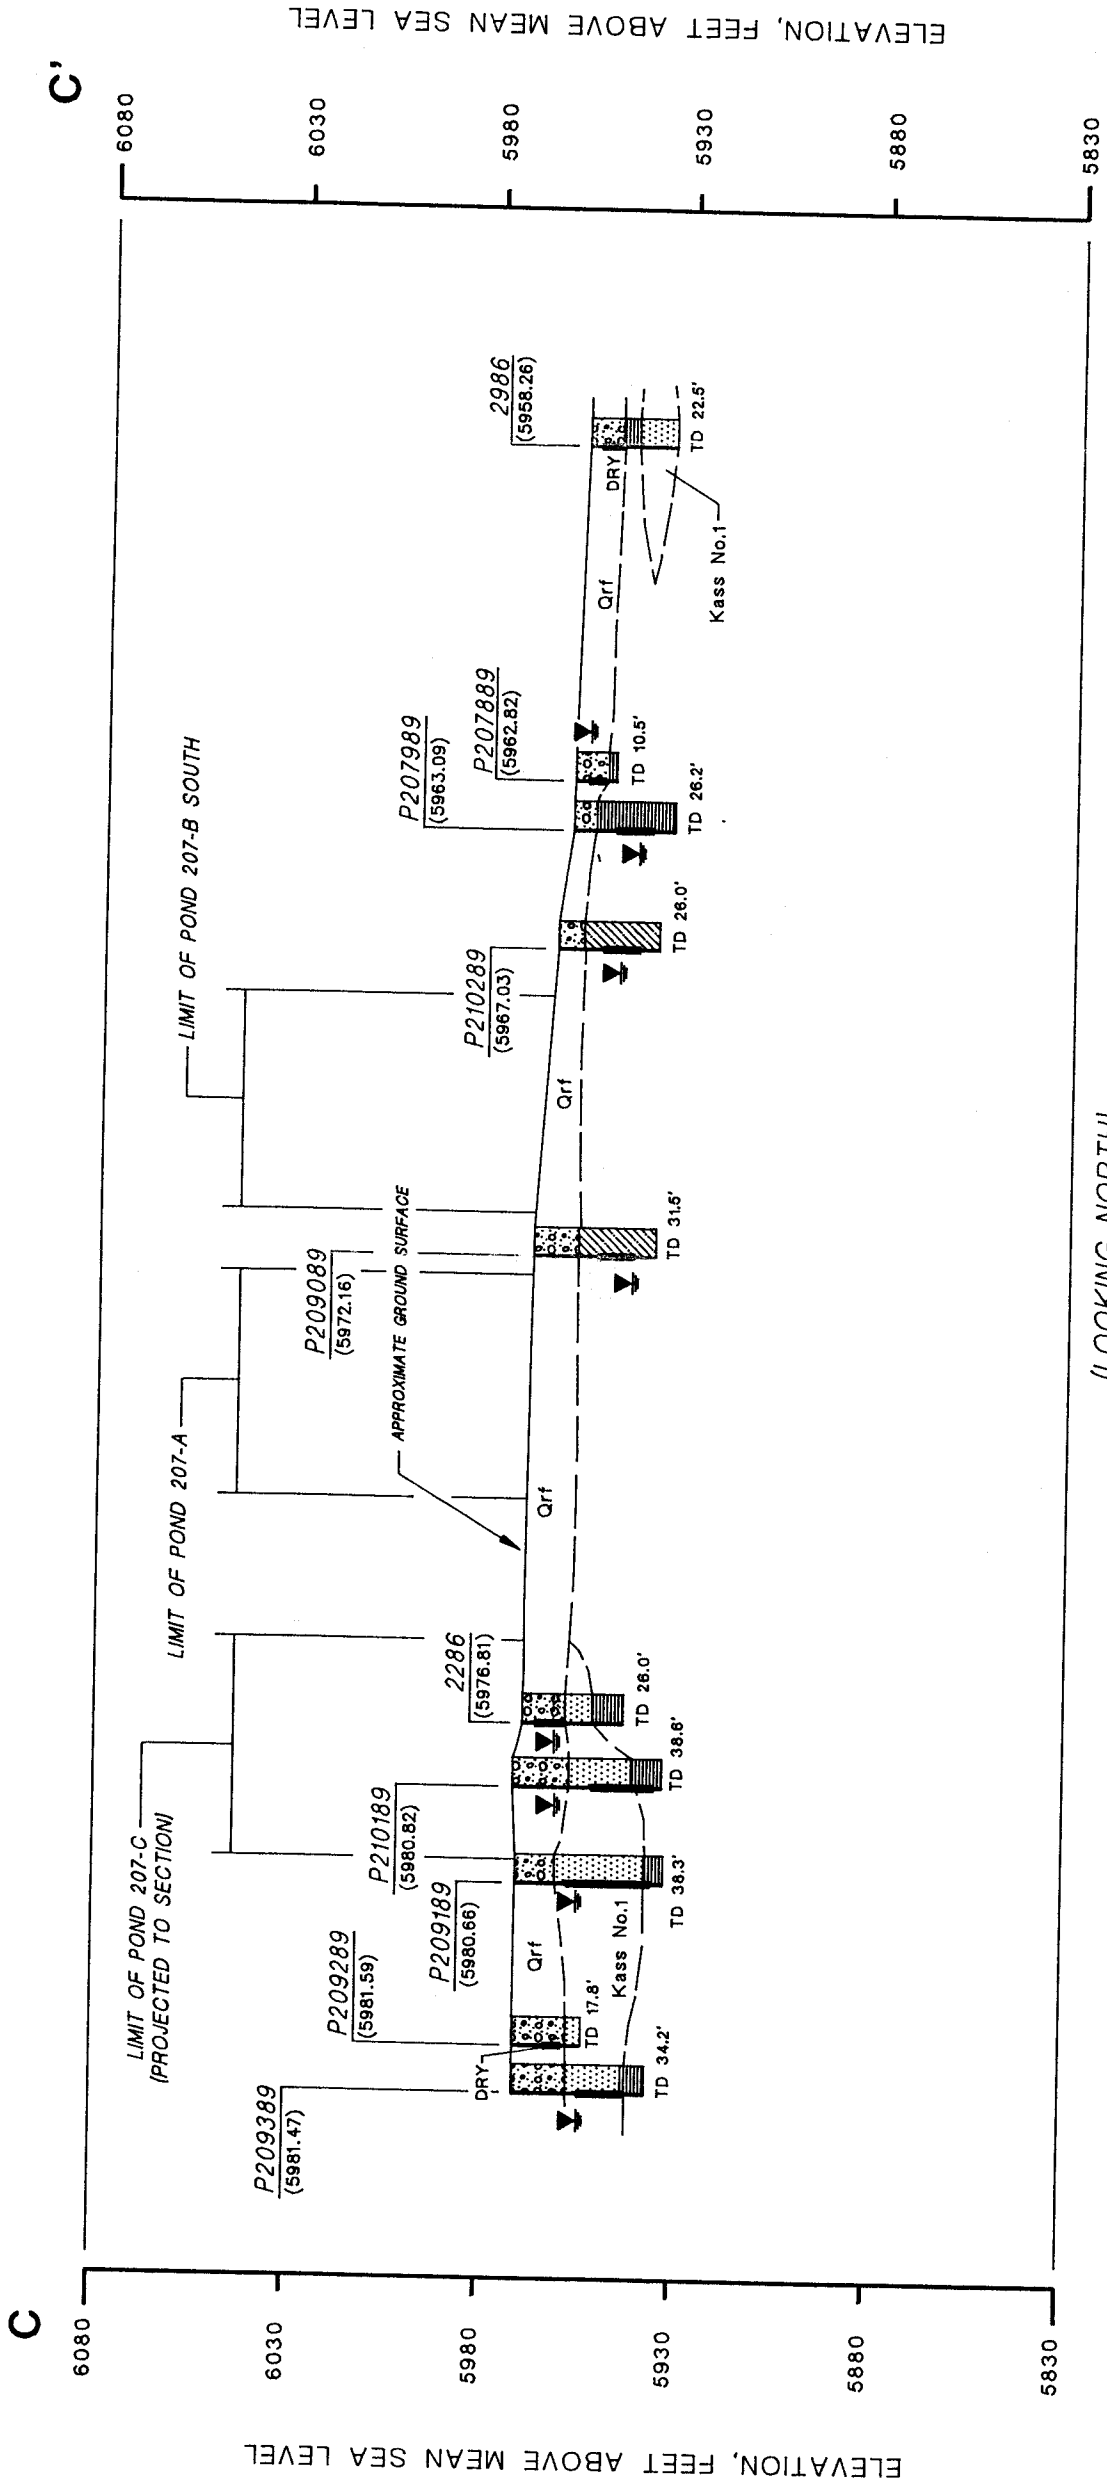 C
C'
ELEVATION, FEET ABOVE MEAN SEA LEVEL
6080
6030
5980
5930
5880
5830
LIMIT OF POND 207-C
(PROJECTED TO SECTION)
LIMIT OF POND 207-A
LIMIT OF POND 207-B SOUTH
APPROXIMATE GROUND SURFACE
P209389
(5981.47)
P209289
(5981.59)
P209189
(5980.66)
P210189
(5980.82)
2286
(5976.81)
P209089
(5972.16)
P210289
(5967.03)
P207989
(5963.09)
P207889
(5962.82)
2986
(5958.26)
DRY
Qrf
Qrf
Qrf
Qrf
DRY
Kass No.1
Kass No.1
TD 34.2'
TD 17.8'
TD 38.3'
TD 38.6'
TD 26.0'
TD 31.5'
TD 26.0'
TD 26.2'
TD 10.5'
TD 22.5'
6080
6030
5980
5930
5880
5830
ELEVATION, FEET ABOVE MEAN SEA LEVEL
(LOOKING NORTH)